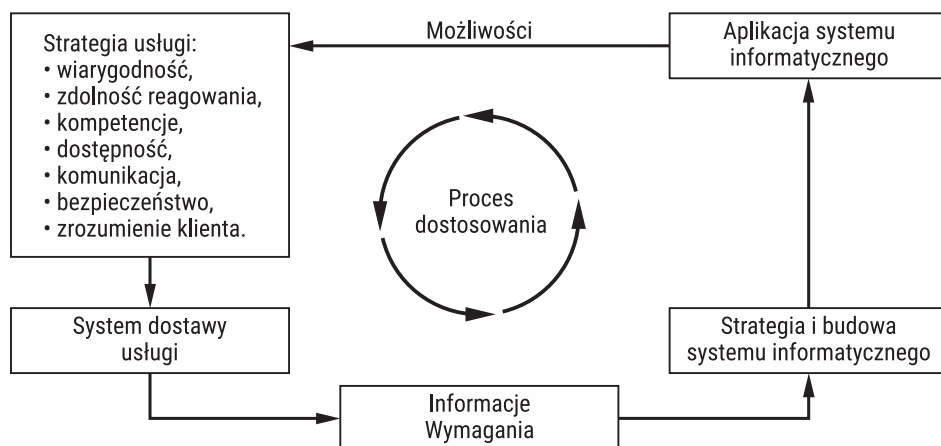 Strategia usługi:
• wiarygodność,
• zdolność reagowania,
• kompetencje,
• dostępność,
• komunikacja,
• bezpieczeństwo,
• zrozumienie klienta.
Możliwości
Aplikacja systemu
informatycznego
Proces
dostosowania
System dostawy
usługi
Strategia i budowa
systemu informatycznego
Informacje
Wymagania